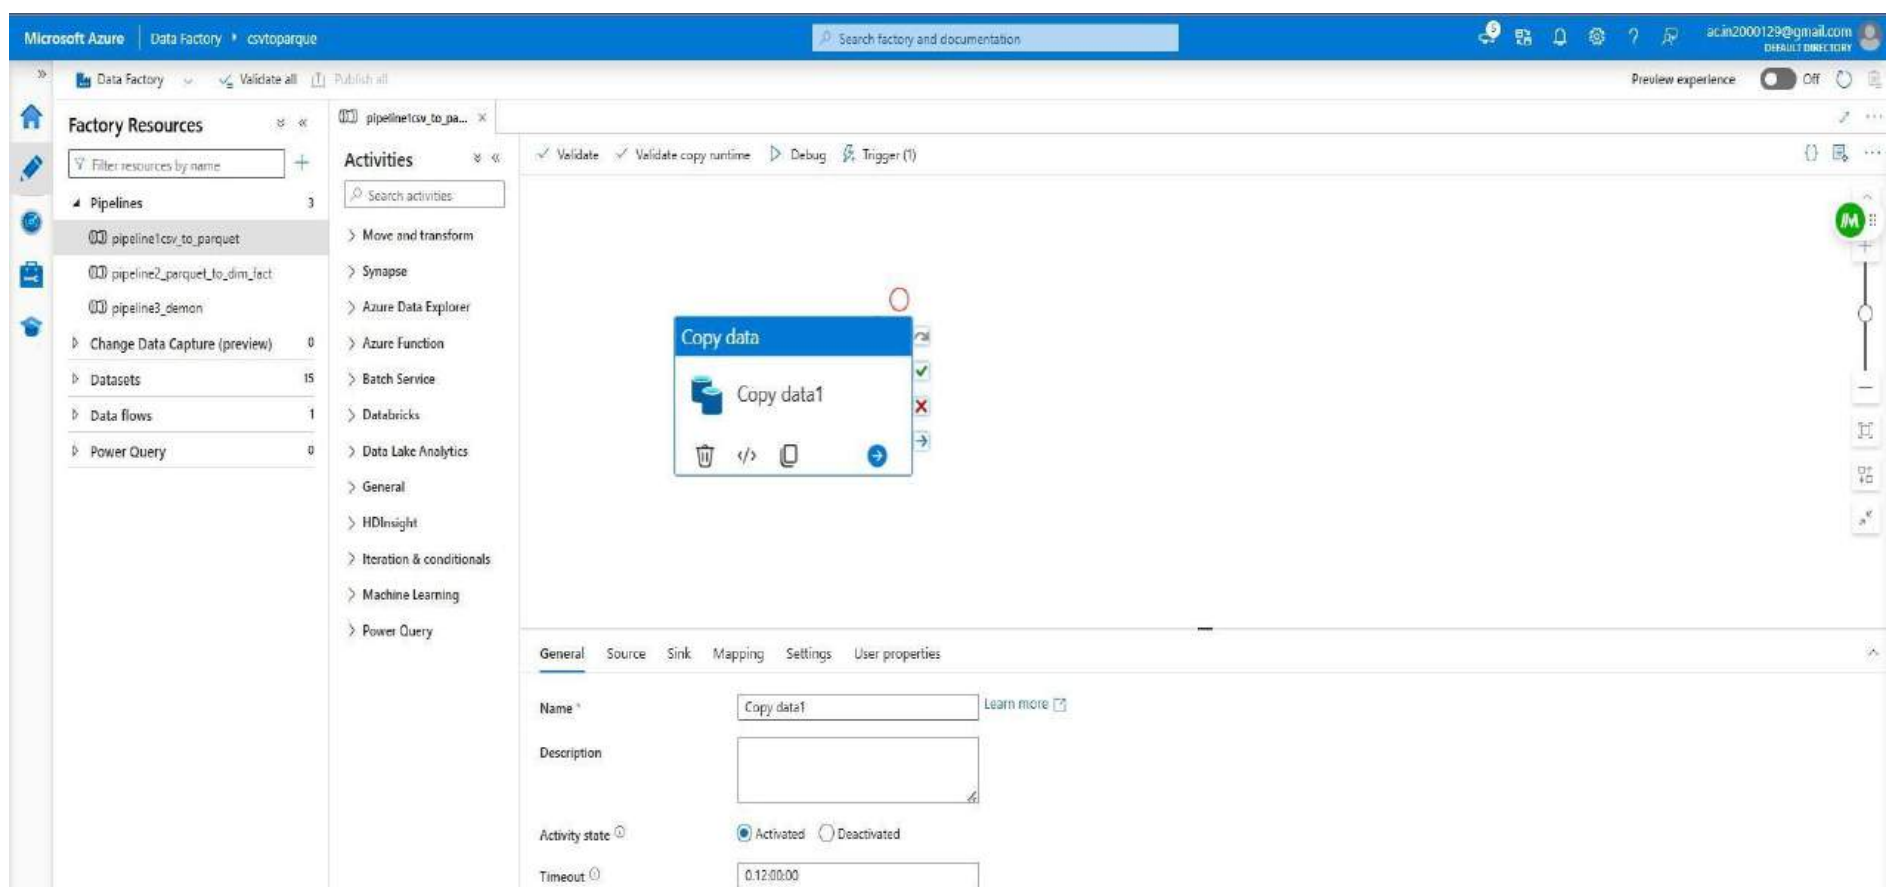 Microsoft Azure | Data Factory ▸ csvtoparque
Search factory and documentation
5
ac.in2000129@gmail.com
DEFAULT DIRECTORY
Data Factory
Validate all
Publish all
Preview experience
Off
Factory Resources
Filter resources by name
Pipelines 3
pipeline1csv_to_parquet
pipeline2_parquet_to_dim_fact
pipeline3_demon
Change Data Capture (preview) 0
Datasets 15
Data flows 1
Power Query 0
pipeline1csv_to_pa...
Activities
Search activities
Move and transform
Synapse
Azure Data Explorer
Azure Function
Batch Service
Databricks
Data Lake Analytics
General
HDInsight
Iteration & conditionals
Machine Learning
Power Query
Validate Validate copy runtime Debug Trigger (1)
Copy data
Copy data1
General Source Sink Mapping Settings User properties
Name * Copy data1 Learn more
Description
Activity state Activated Deactivated
Timeout 0.12:00:00